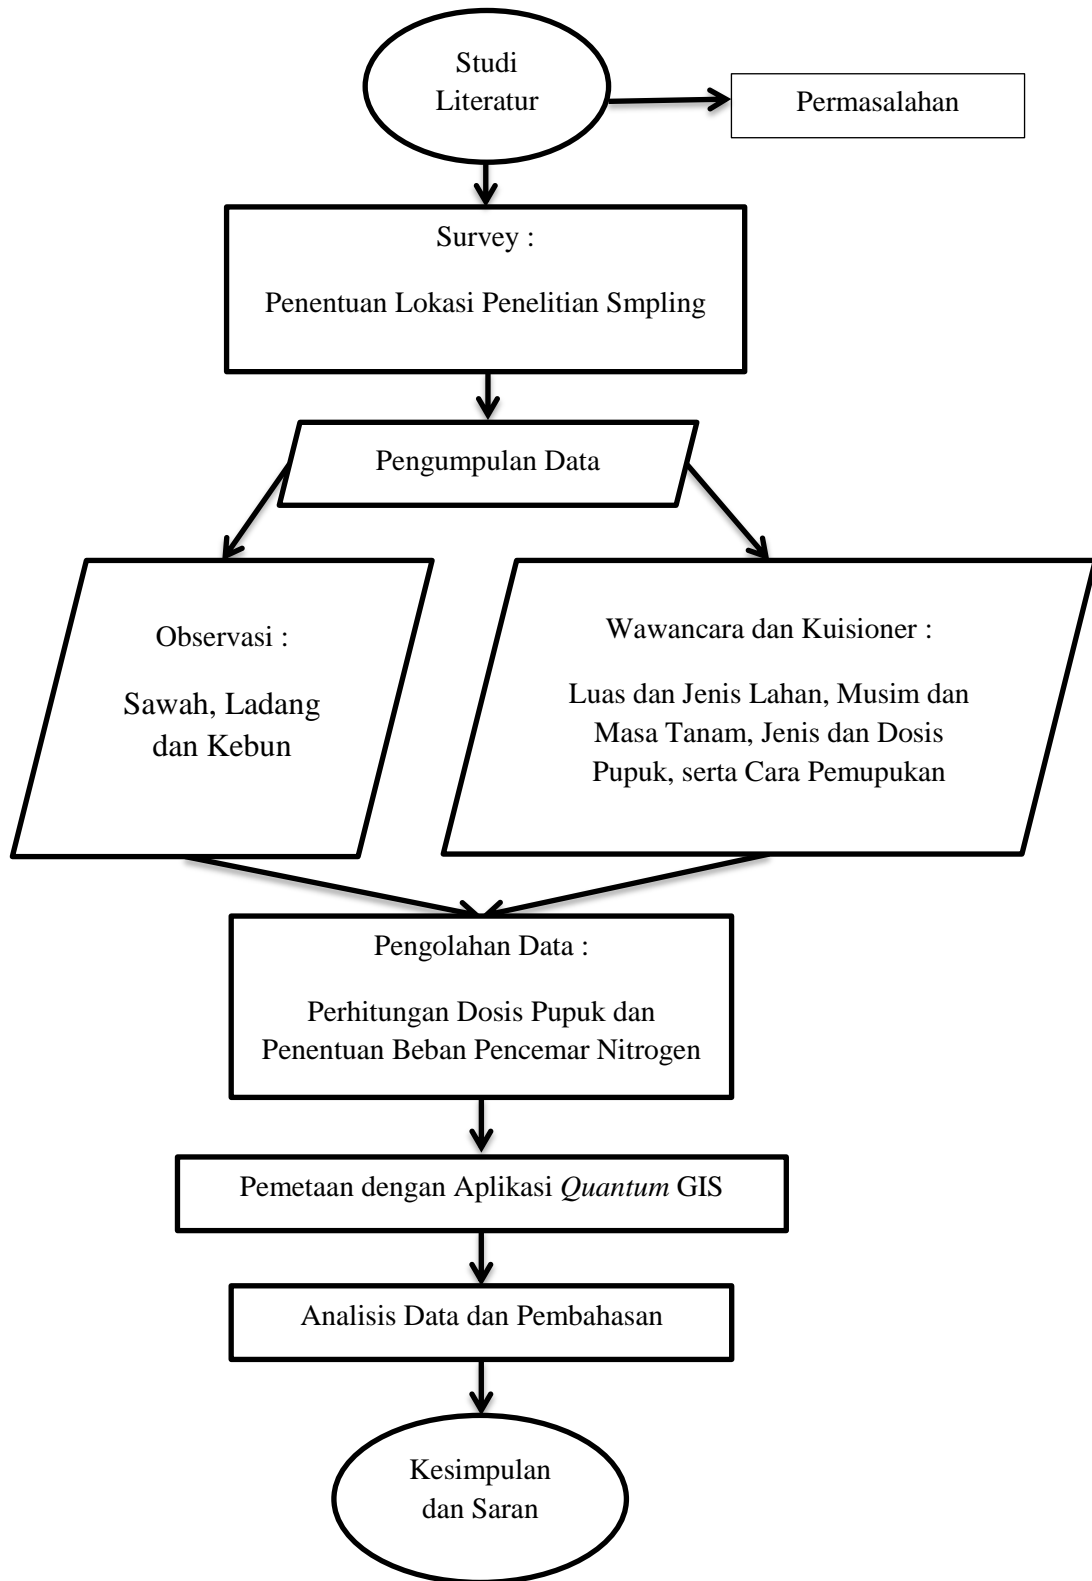 Studi
Literatur
Permasalahan
Survey :
Penentuan Lokasi Penelitian Smpling
Pengumpulan Data
Observasi :
Sawah, Ladang
dan Kebun
Wawancara dan Kuisioner :
Luas dan Jenis Lahan, Musim dan
Masa Tanam, Jenis dan Dosis
Pupuk, serta Cara Pemupukan
Pengolahan Data :
Perhitungan Dosis Pupuk dan
Penentuan Beban Pencemar Nitrogen
Pemetaan dengan Aplikasi Quantum GIS
Analisis Data dan Pembahasan
Kesimpulan
dan Saran